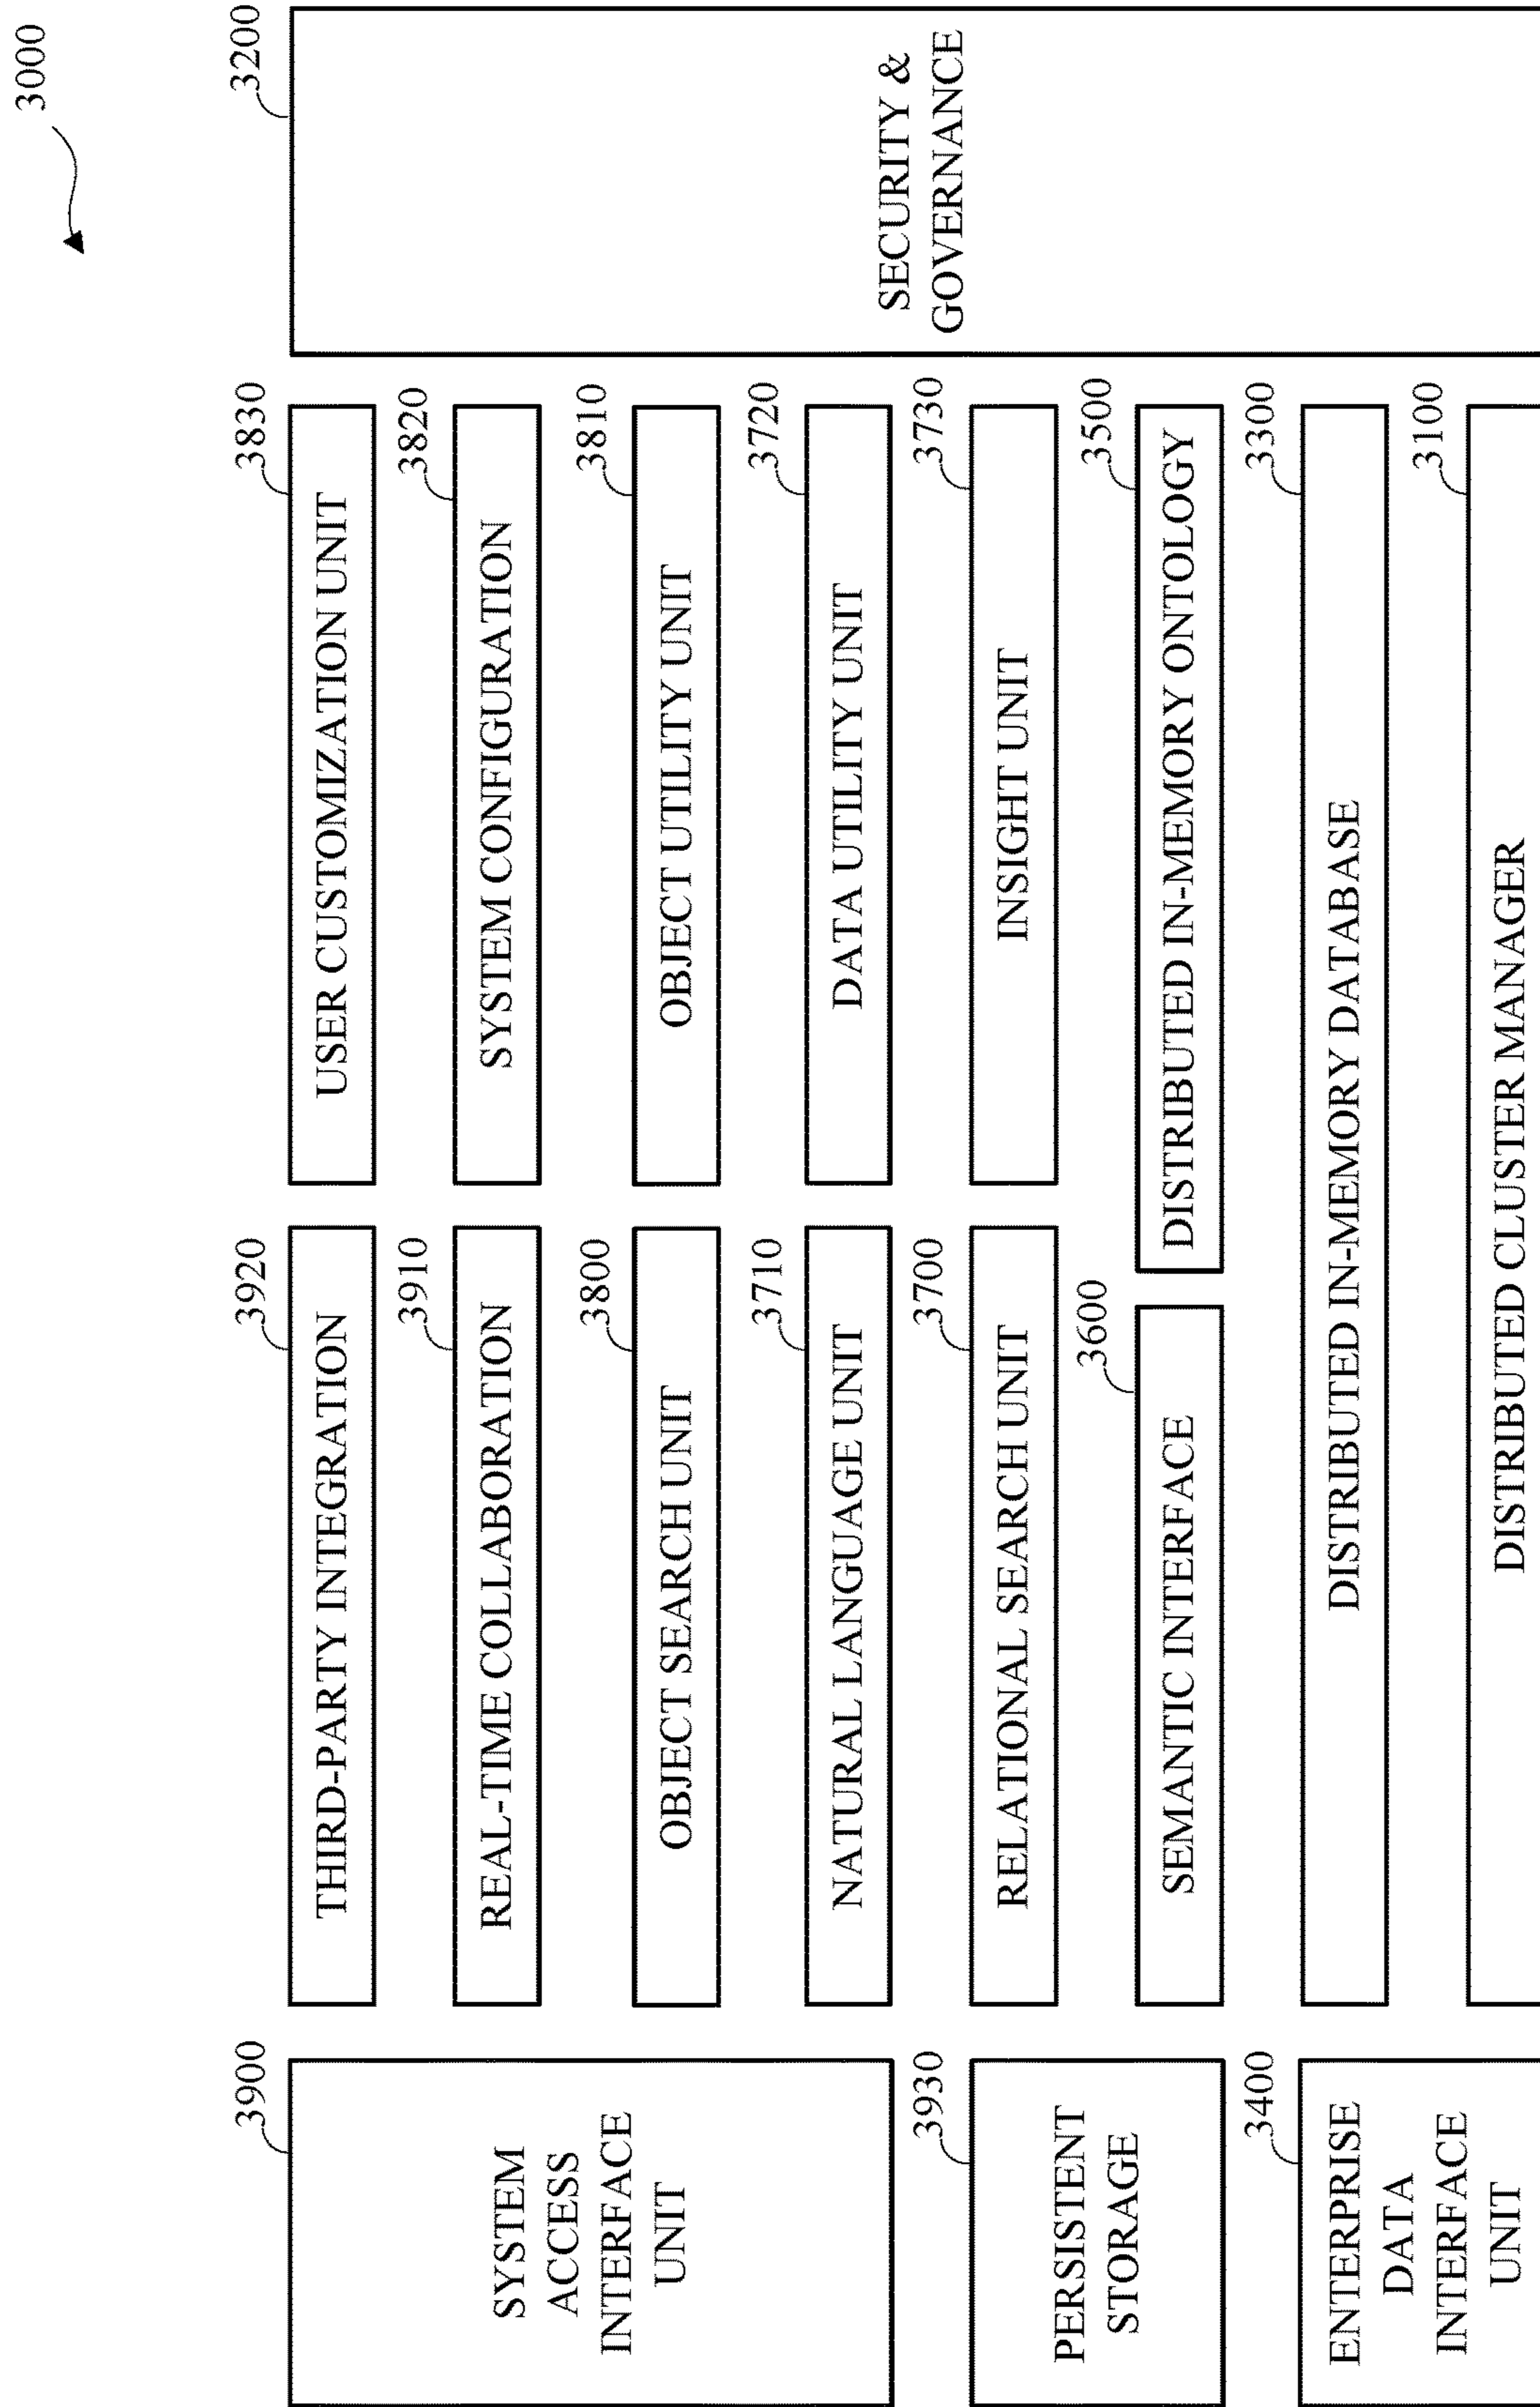 3000
3900
SYSTEM
ACCESS
INTERFACE
UNIT
3920
THIRD-PARTY INTEGRATION
3830
USER CUSTOMIZATION UNIT
3200
SECURITY &
GOVERNANCE
3910
REAL-TIME COLLABORATION
3820
SYSTEM CONFIGURATION
3800
OBJECT SEARCH UNIT
3810
OBJECT UTILITY UNIT
3710
NATURAL LANGUAGE UNIT
3720
DATA UTILITY UNIT
3930
PERSISTENT
STORAGE
3700
RELATIONAL SEARCH UNIT
3730
INSIGHT UNIT
3600
SEMANTIC INTERFACE
3500
DISTRIBUTED IN-MEMORY ONTOLOGY
3400
ENTERPRISE
DATA
INTERFACE
UNIT
3300
DISTRIBUTED IN-MEMORY DATABASE
3100
DISTRIBUTED CLUSTER MANAGER